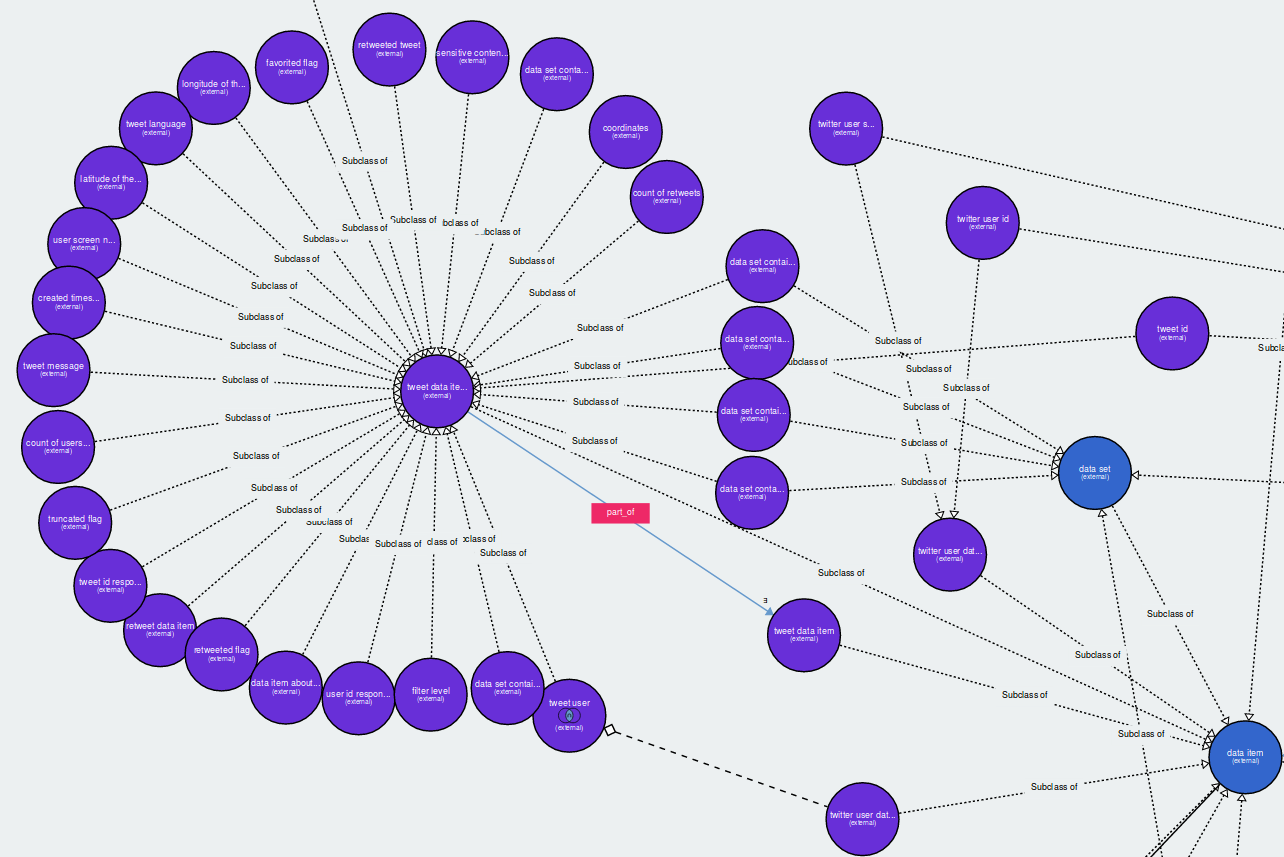 retweeted tweet
(external)
sensitive conten...
(external)
favorited flag
(external)
data set conta...
(external)
longitude of th...
(external)
tweet language
(external)
coordinates
(external)
twitter user s...
(external)
latitude of the...
(external)
count of retweets
(external)
Subclass of
Subclass of
Subclass of
Subclass of
twitter user id
(external)
user screen n...
(external)
Subclass of
Subclass of
data set contai...
(external)
Subclass of
Subclass of
created times...
(external)
Subclass of
Subclass of
Subclass of
tweet id
(external)
data set conta...
(external)
Subclass of
Subclass of
tweet message
(external)
Subclass of
Subclass of
Subclass of
Subclass of
tweet data ite...
(external)
Subclass of
Subclass of
Subclass of
data set contai...
(external)
count of users...
(external)
Subclass of
Subclass of
Subclass of
data set
(external)
Subclass of
Subclass of
data set conta...
(external)
Subclass of
Subclass of
part_of
truncated flag
(external)
Subclass of
Subclass of
Subclass of
twitter user dat...
(external)
Subclass of
tweet id respo...
(external)
∃
Subclass of
retweet data item
(external)
tweet data item
(external)
retweeted flag
(external)
Subclass of
data item about...
(external)
user id respon...
(external)
filter level
(external)
data set contai...
(external)
Subclass of
tweet user
(external)
Subclass of
data item
(external)
Subclass of
twitter user dat...
(external)